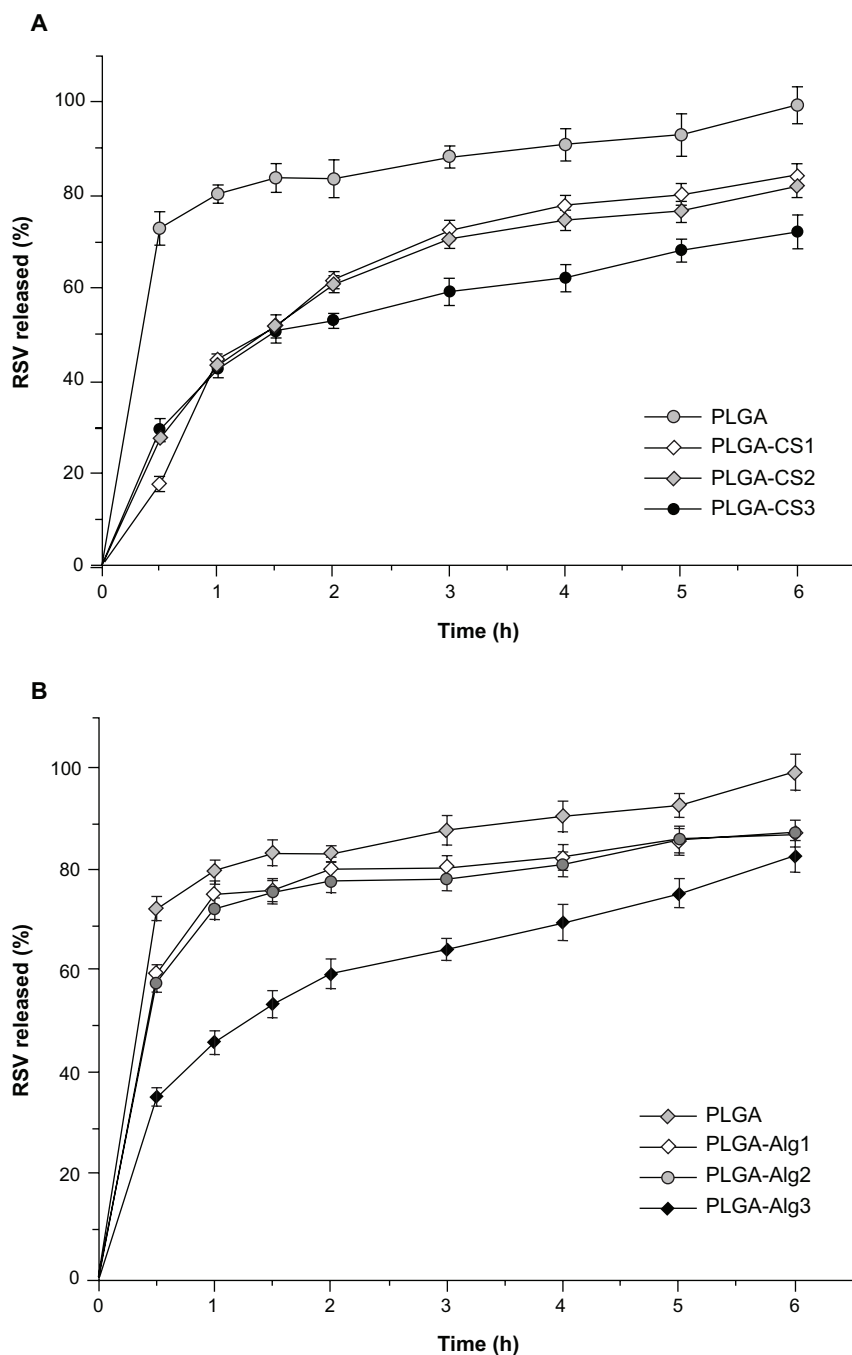 A
100
80
60
40
20
0
RSV released (%)
0 1 2 3 4 5 6
Time (h)
PLGA
PLGA-CS1
PLGA-CS2
PLGA-CS3
B
100
80
60
40
20
0
RSV released (%)
0 1 2 3 4 5 6
Time (h)
PLGA
PLGA-Alg1
PLGA-Alg2
PLGA-Alg3